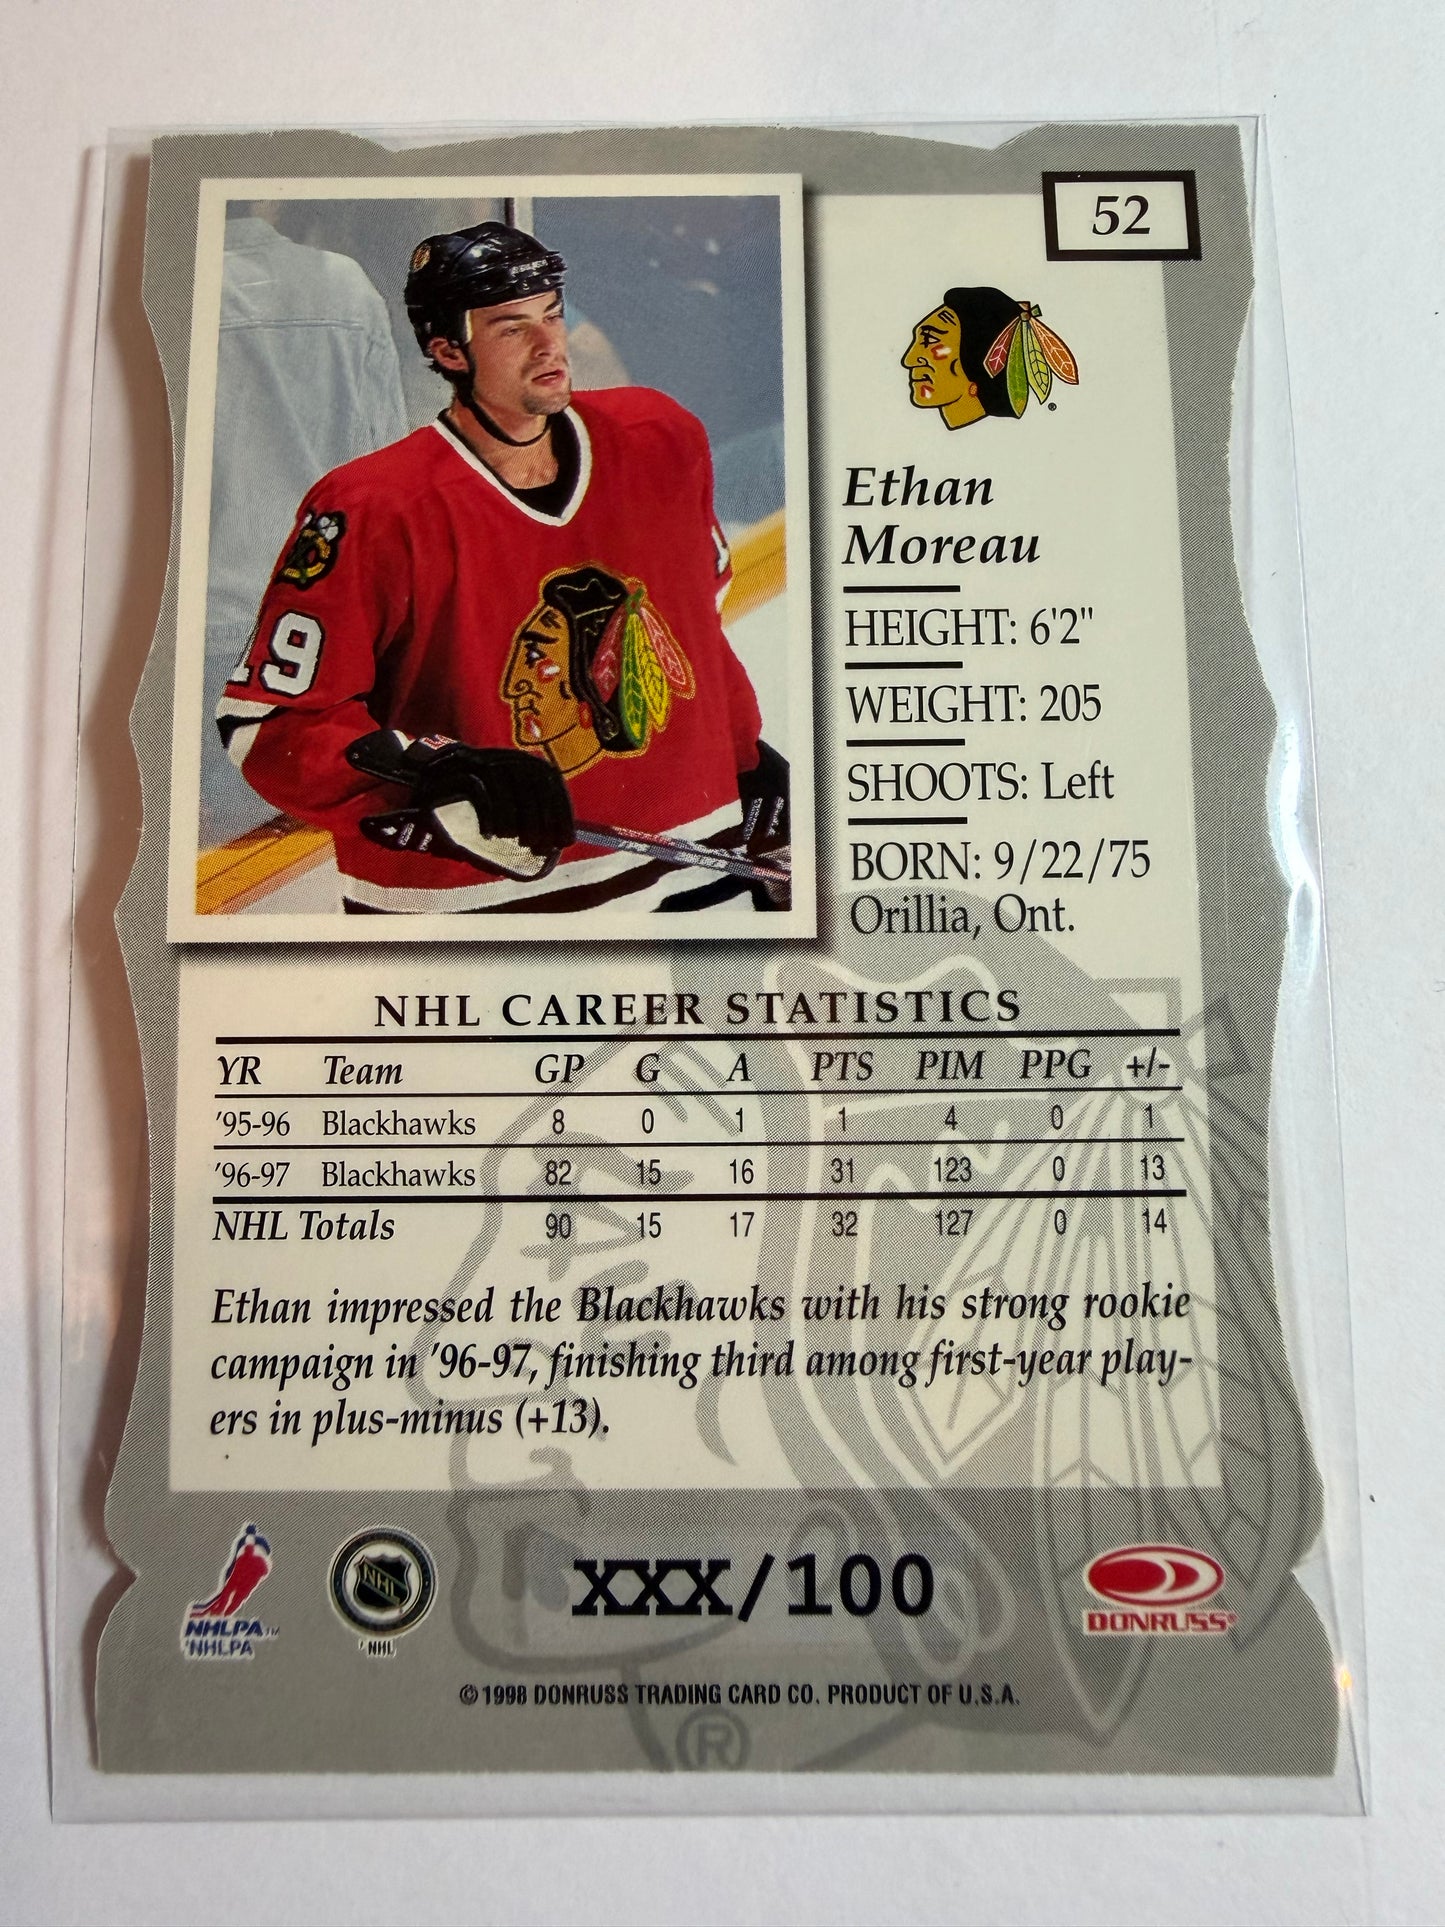 52
Ethan
Moreau
HEIGHT: 6'2"
WEIGHT: 205
SHOOTS: Left
BORN: 9/22/75
Orillia, Ont.
19
NHL CAREER STATISTICS
YR Team GP G A PTS PIM PPG +/-
'95-96 Blackhawks 8 0 1 1 4 0 1
'96-97 Blackhawks 82 15 16 31 123 0 13
NHL Totals 90 15 17 32 127 0 14
Ethan impressed the Blackhawks with his strong rookie
campaign in '96-97, finishing third among first-year play-
ers in plus-minus (+13).
NHLPA™
'NHLPA
NHL
' NHL
XXX/100
DONRUSS®
© 1998 DONRUSS TRADING CARD CO. PRODUCT OF U.S.A.
®